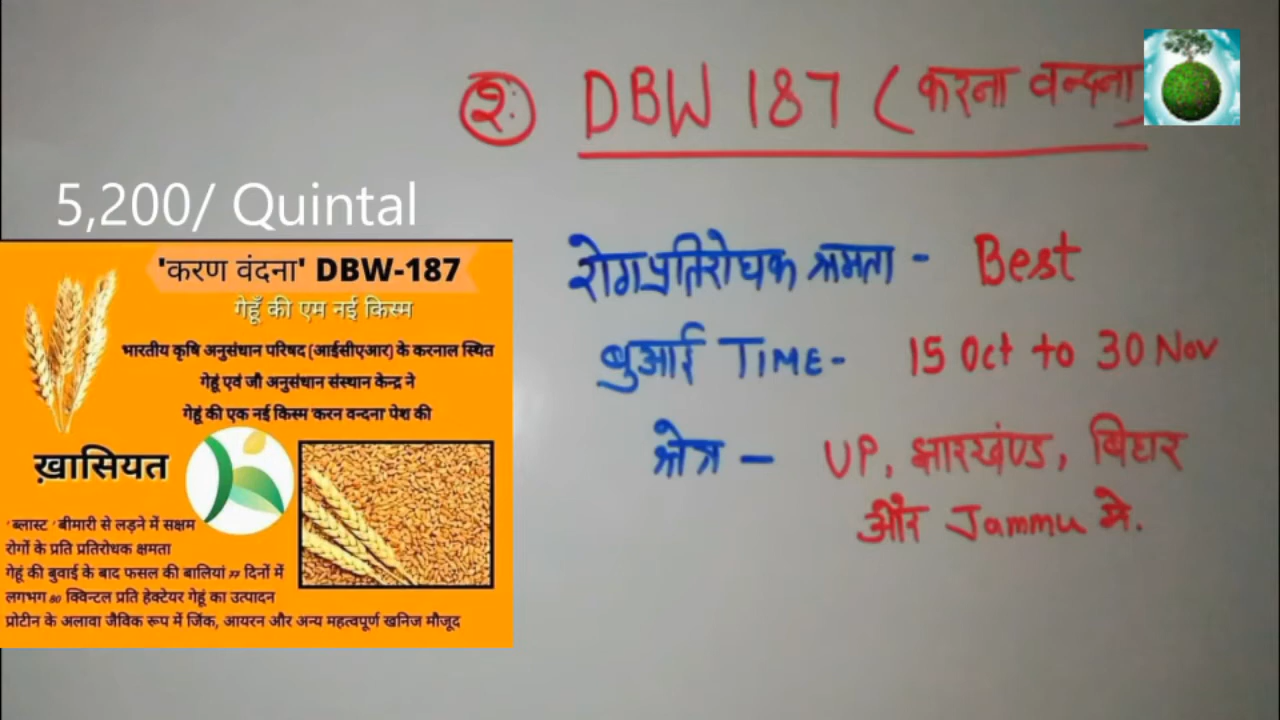 २. DBW 187 (करना वन्दना)
5,200/ Quintal
रोगप्रतिरोधक क्षमता - Best
बुआई TIME - 15 Oct to 30 Nov
क्षेत्र - UP, झारखंण्ड, बिहार
और Jammu मे.
'करण वंदना' DBW-187
गेहूँ की एम नई किस्म
भारतीय कृषि अनुसंधान परिषद (आईसीएआर) के करनाल स्थित
गेहूं एवं जौ अनुसंधान संस्थान केन्द्र ने
गेहूं की एक नई किस्म 'करन वन्दना' पेश की
ख़ासियत
'ब्लास्ट' बीमारी से लड़ने में सक्षम
रोगों के प्रति प्रतिरोधक क्षमता
गेहूं की बुवाई के बाद फसल की बालियां 77 दिनों में
लगभग 80 क्विन्टल प्रति हेक्टेयर गेहूं का उत्पादन
प्रोटीन के अलावा जैविक रूप में जिंक, आयरन और अन्य महत्वपूर्ण खनिज मौजूद